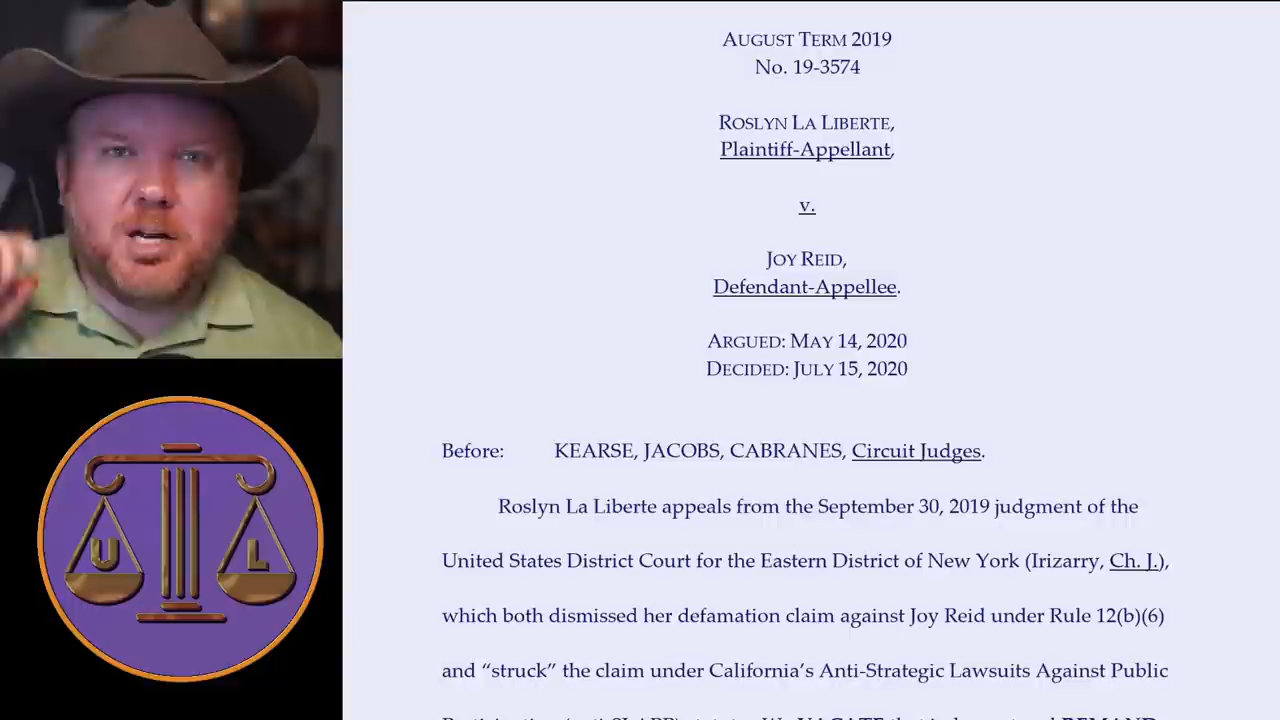 AUGUST TERM 2019
No. 19-3574
ROSLYN LA LIBERTE,
Plaintiff-Appellant,
v.
JOY REID,
Defendant-Appellee.
ARGUED: MAY 14, 2020
DECIDED: JULY 15, 2020
Before: KEARSE, JACOBS, CABRANES, Circuit Judges.
Roslyn La Liberte appeals from the September 30, 2019 judgment of the
United States District Court for the Eastern District of New York (Irizarry, Ch. J.),
which both dismissed her defamation claim against Joy Reid under Rule 12(b)(6)
and “struck” the claim under California’s Anti-Strategic Lawsuits Against Public
U L